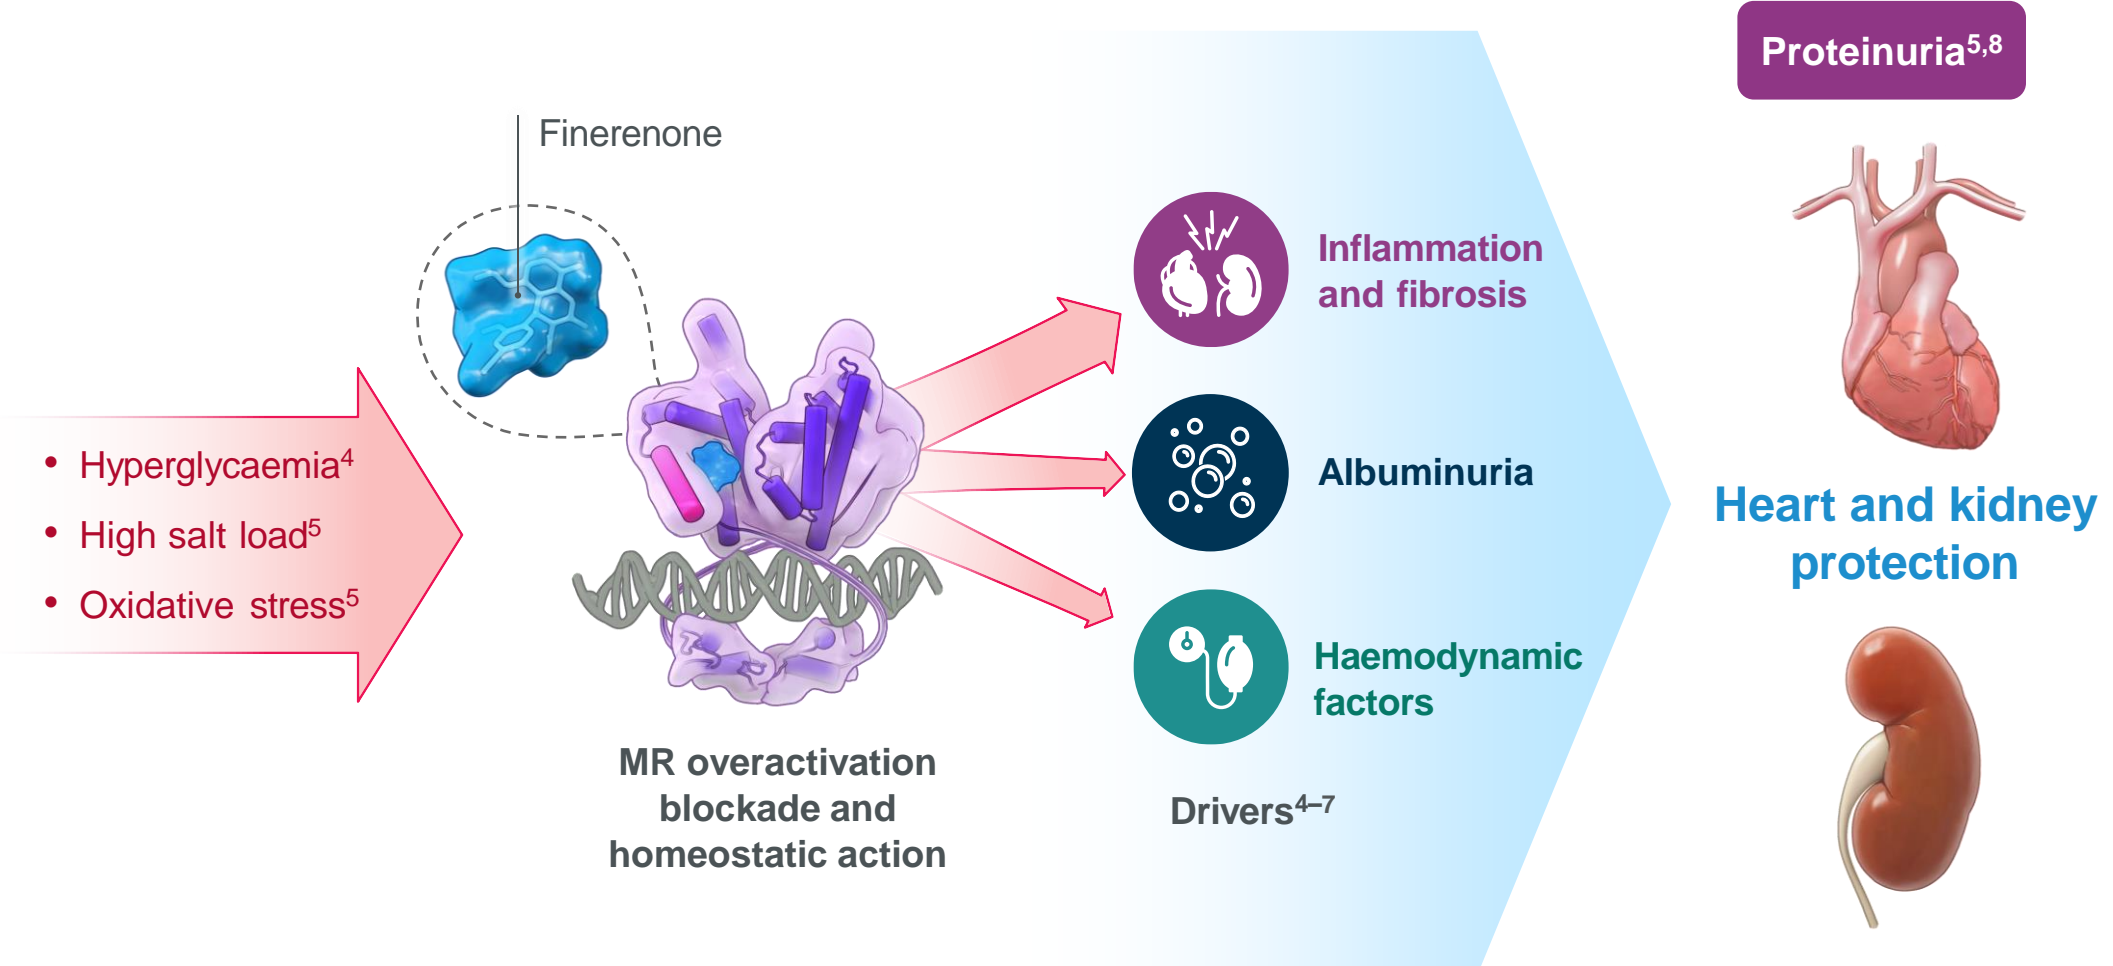 Proteinuria⁵,⁸
Finerenone
• Hyperglycaemia⁴
• High salt load⁵
• Oxidative stress⁵
MR overactivation
blockade and
homeostatic action
Inflammation
and fibrosis
Albuminuria
Haemodynamic
factors
Drivers⁴⁻⁷
Heart and kidney
protection